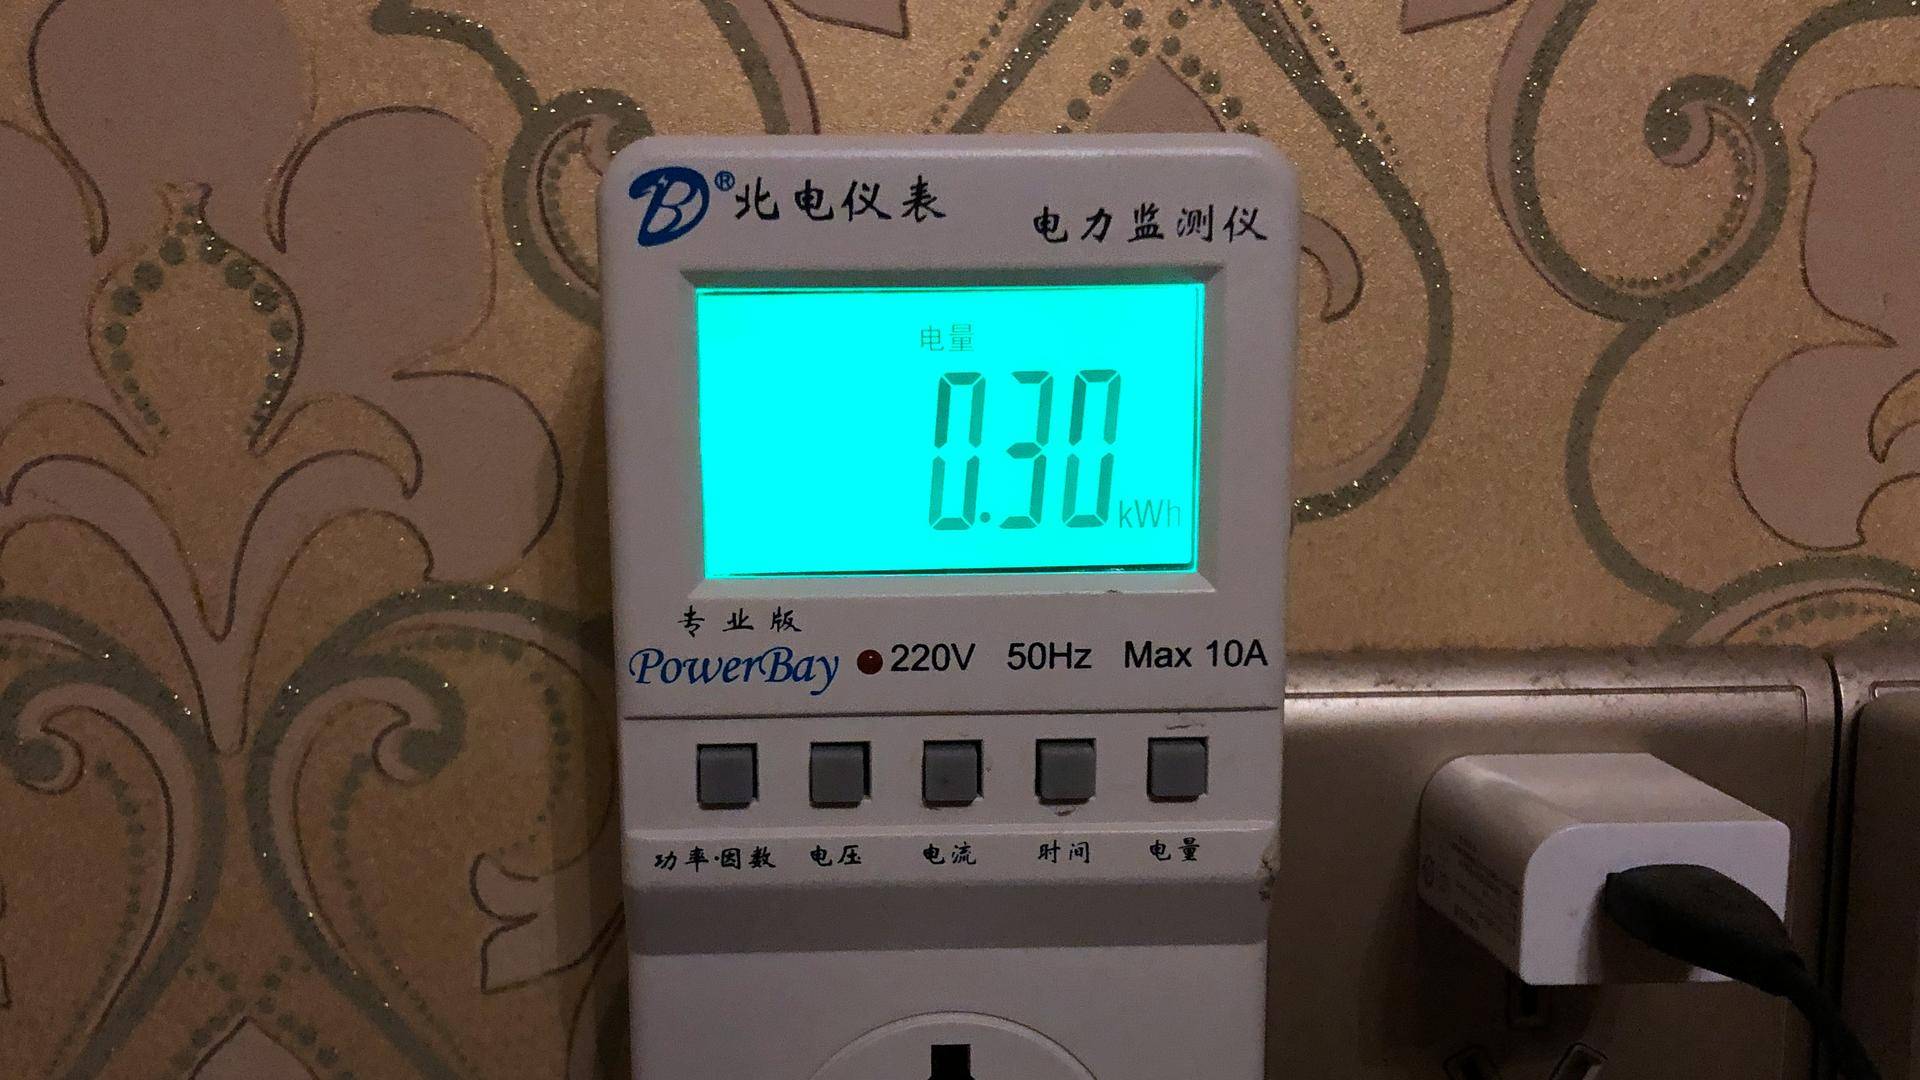 B®北电仪表
电力监测仪
电量
0.30 kWh
专业版
PowerBay 220V 50Hz Max 10A
功率·因数 电压 电流 时间 电量